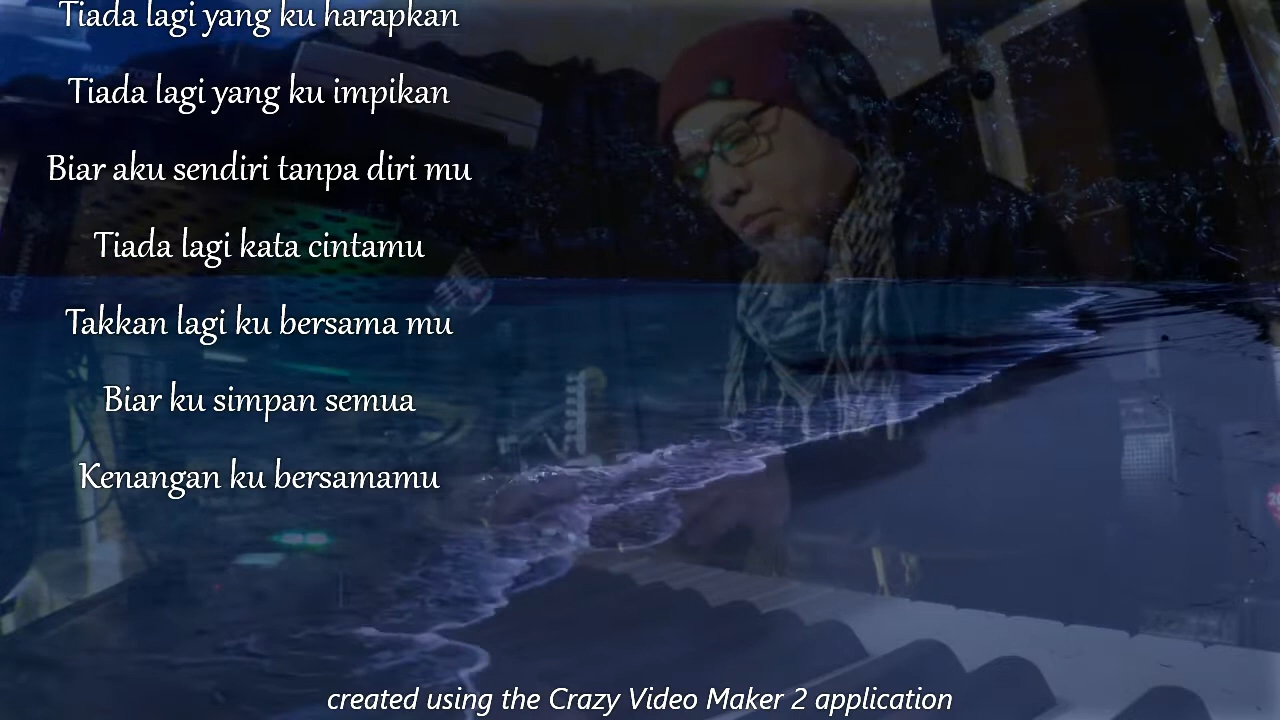 Tiada lagi yang ku harapkan
Tiada lagi yang ku impikan
Biar aku sendiri tanpa diri mu
Tiada lagi kata cintamu
Takkan lagi ku bersama mu
Biar ku simpan semua
Kenangan ku bersamamu
created using the Crazy Video Maker 2 application